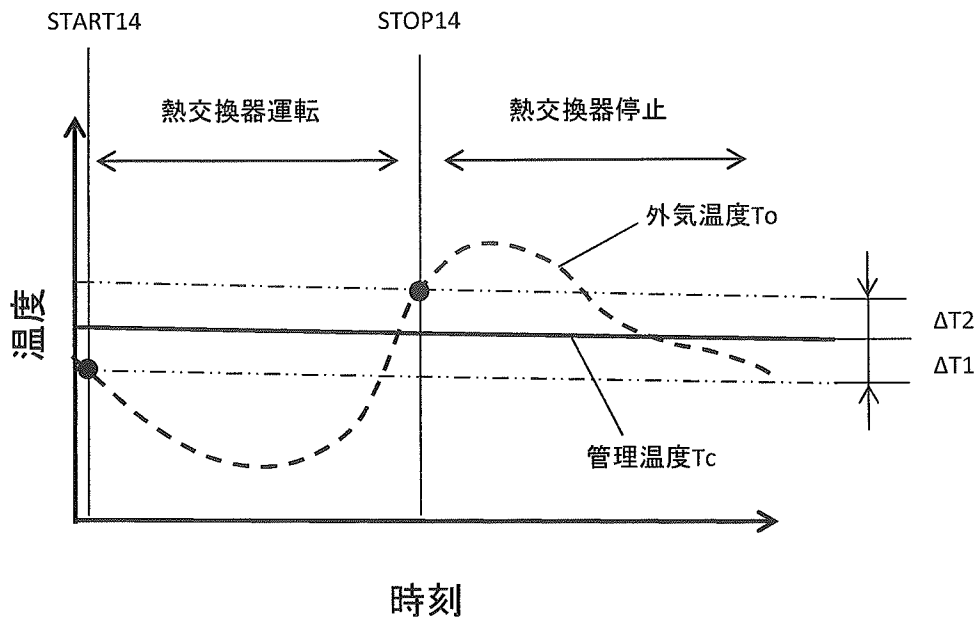 START14
STOP14
熱交換器運転
熱交換器停止
外気温度To
温度
ΔT2
ΔT1
管理温度Tc
時刻